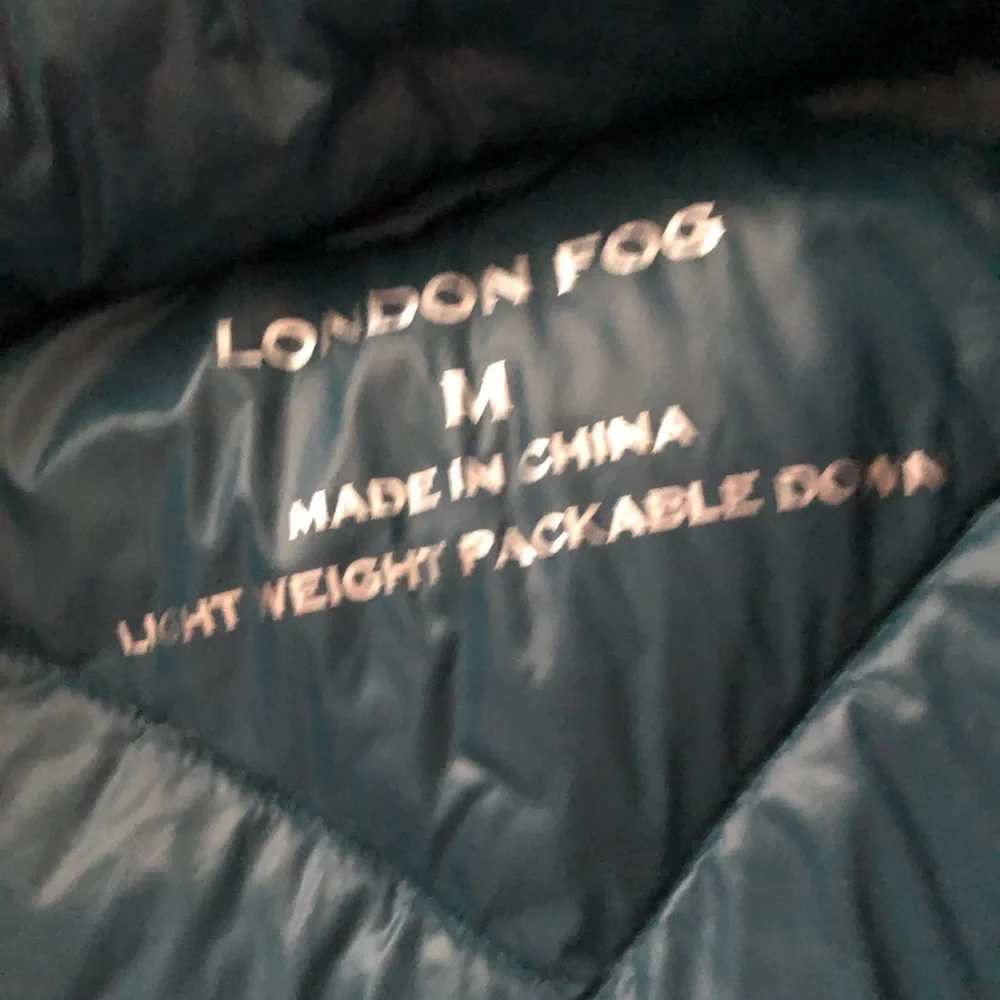 LONDON FOG
M
MADE IN CHINA
LIGHT WEIGHT PACKABLE DOWN